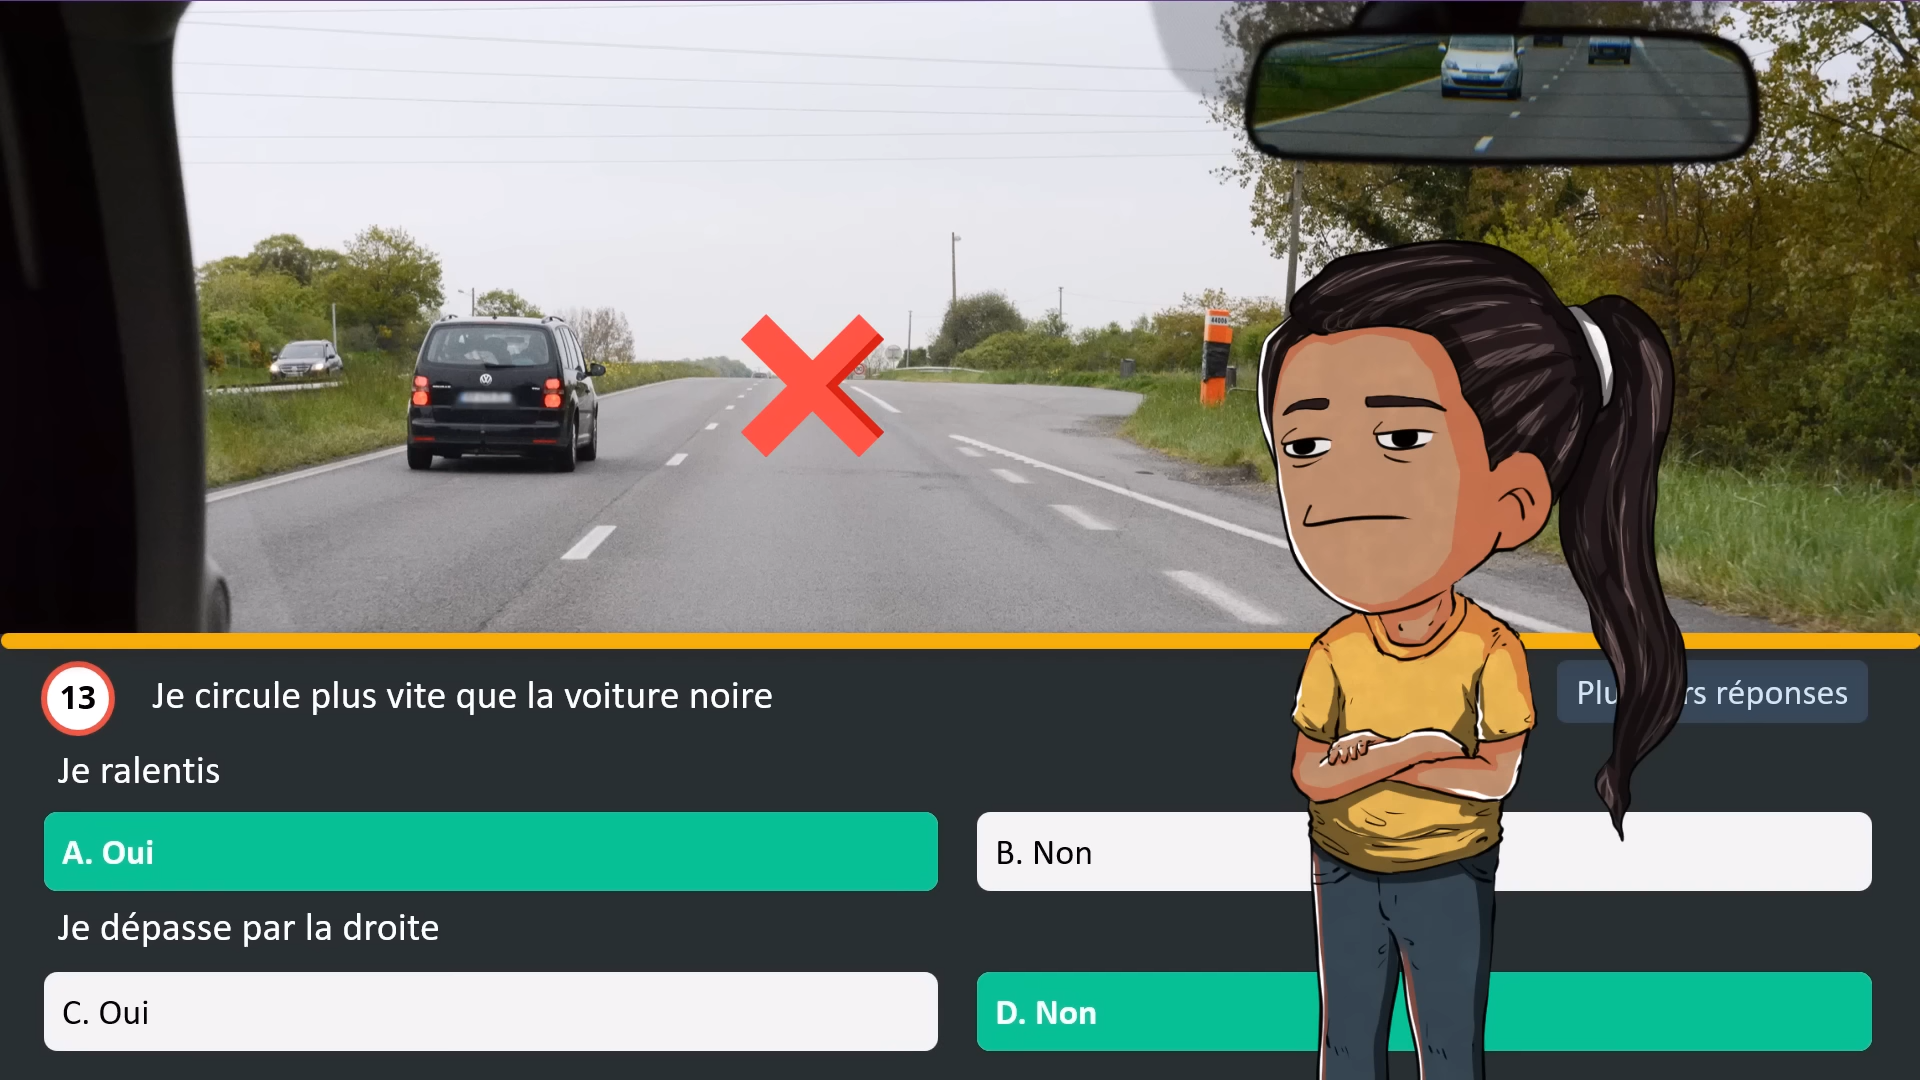 13 Je circule plus vite que la voiture noire
Plu rs réponses
Je ralentis
A. Oui
B. Non
Je dépasse par la droite
C. Oui
D. Non